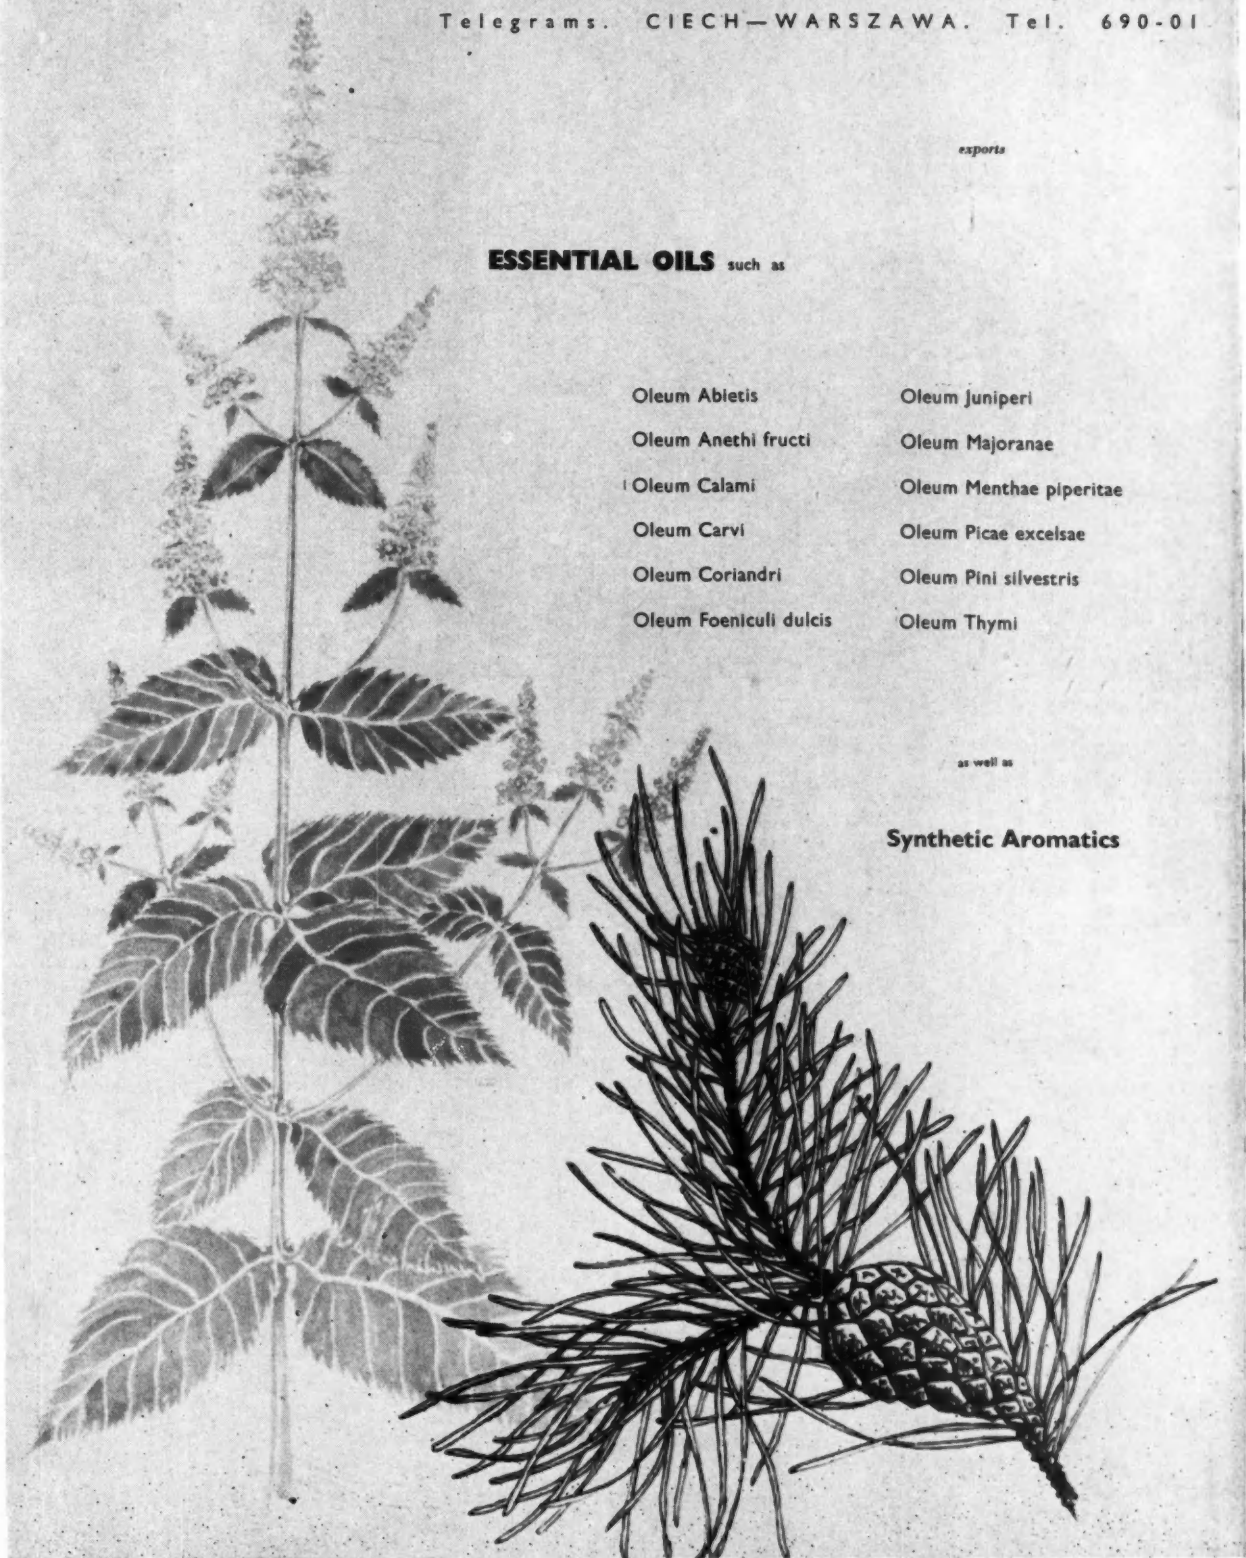 Telegrams. CIECH—WARSZAWA. Tel. 690-01
exports
ESSENTIAL OILS such as
Oleum Abietis
Oleum Anethi fructi
Oleum Calami
Oleum Carvi
Oleum Coriandri
Oleum Foeniculi dulcis
Oleum Juniperi
Oleum Majoranae
Oleum Menthae piperitae
Oleum Picae excelsae
Oleum Pini silvestris
Oleum Thymi
as well as
Synthetic Aromatics